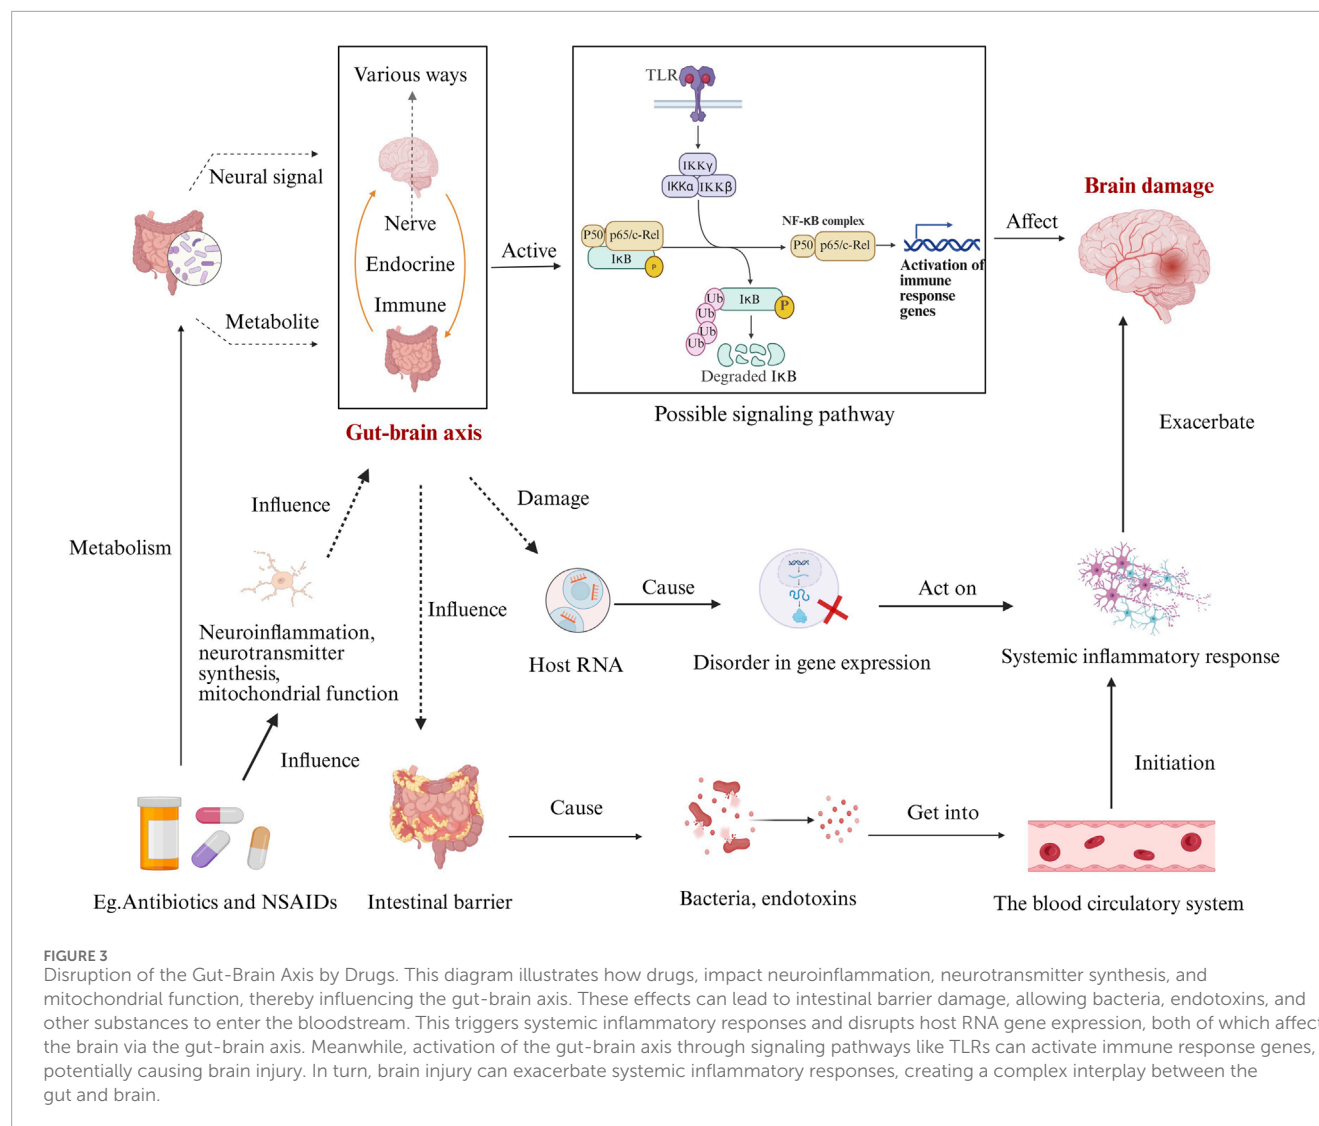 Various ways
Neural signal
Metabolite
Nerve
Endocrine
Immune
Gut-brain axis
Active
TLR
IKKγ
IKKα
IKKβ
P50
p65/c-Rel
IκB
P
NF-κB complex
P50
p65/c-Rel
Activation of
immune
response
genes
Ub
Ub
Ub
Ub
IκB
P
Degraded IκB
Possible signaling pathway
Affect
Brain damage
Exacerbate
Metabolism
Influence
Damage
Influence
Neuroinflammation,
neurotransmitter
synthesis,
mitochondrial function
Influence
Host RNA
Cause
Disorder in gene expression
Act on
Systemic inflammatory response
Initiation
Eg.Antibiotics and NSAIDs
Intestinal barrier
Cause
Bacteria, endotoxins
Get into
The blood circulatory system
FIGURE 3
Disruption of the Gut-Brain Axis by Drugs. This diagram illustrates how drugs, impact neuroinflammation, neurotransmitter synthesis, and
mitochondrial function, thereby influencing the gut-brain axis. These effects can lead to intestinal barrier damage, allowing bacteria, endotoxins, and
other substances to enter the bloodstream. This triggers systemic inflammatory responses and disrupts host RNA gene expression, both of which affect
the brain via the gut-brain axis. Meanwhile, activation of the gut-brain axis through signaling pathways like TLRs can activate immune response genes,
potentially causing brain injury. In turn, brain injury can exacerbate systemic inflammatory responses, creating a complex interplay between the
gut and brain.